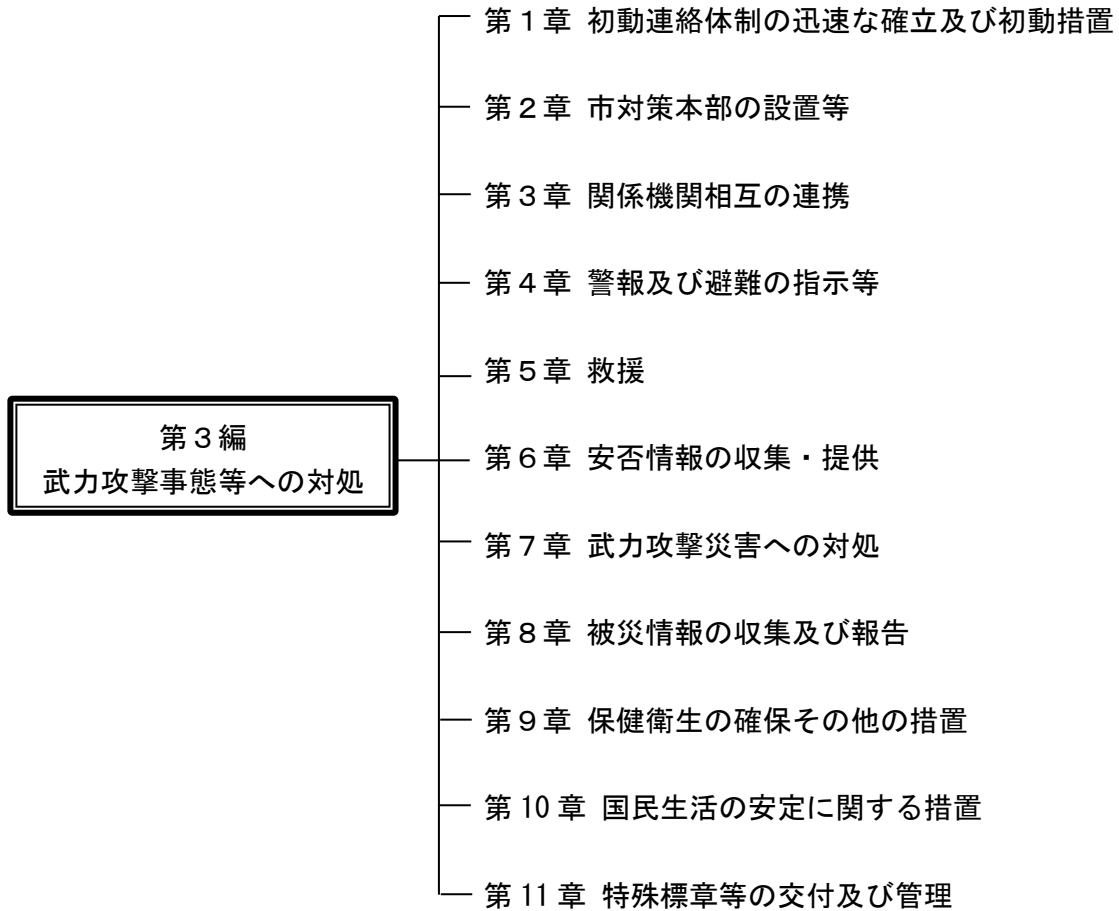 第１章 初動連絡体制の迅速な確立及び初動措置
第２章 市対策本部の設置等
第３章 関係機関相互の連携
第４章 警報及び避難の指示等
第５章 救援
第３編
武力攻撃事態等への対処
第６章 安否情報の収集・提供
第７章 武力攻撃災害への対処
第８章 被災情報の収集及び報告
第９章 保健衛生の確保その他の措置
第 10 章 国民生活の安定に関する措置
第 11 章 特殊標章等の交付及び管理